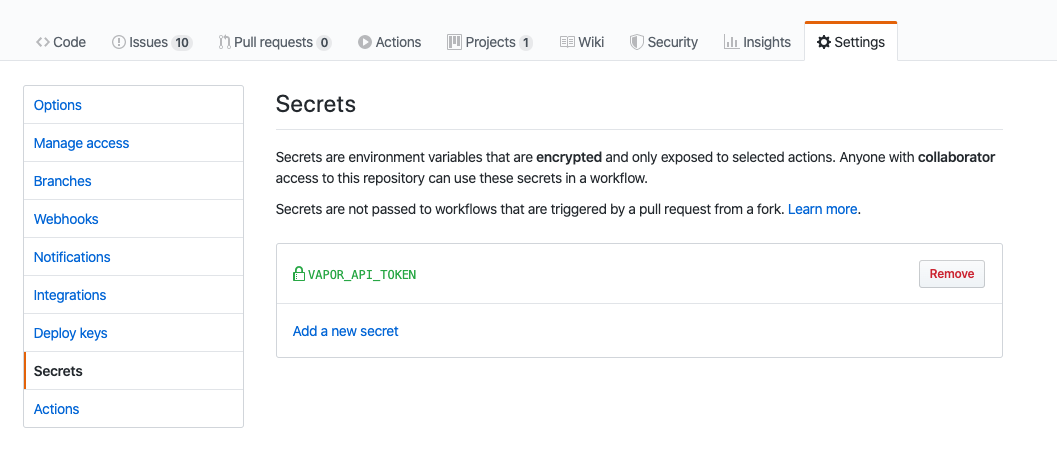 Code Issues 10 Pull requests 0 Actions Projects 1 Wiki Security Insights Settings
Options
Manage access
Branches
Webhooks
Notifications
Integrations
Deploy keys
Secrets
Actions
Secrets
Secrets are environment variables that are encrypted and only exposed to selected actions. Anyone with collaborator
access to this repository can use these secrets in a workflow.
Secrets are not passed to workflows that are triggered by a pull request from a fork. Learn more.
VAPOR_API_TOKEN Remove
Add a new secret